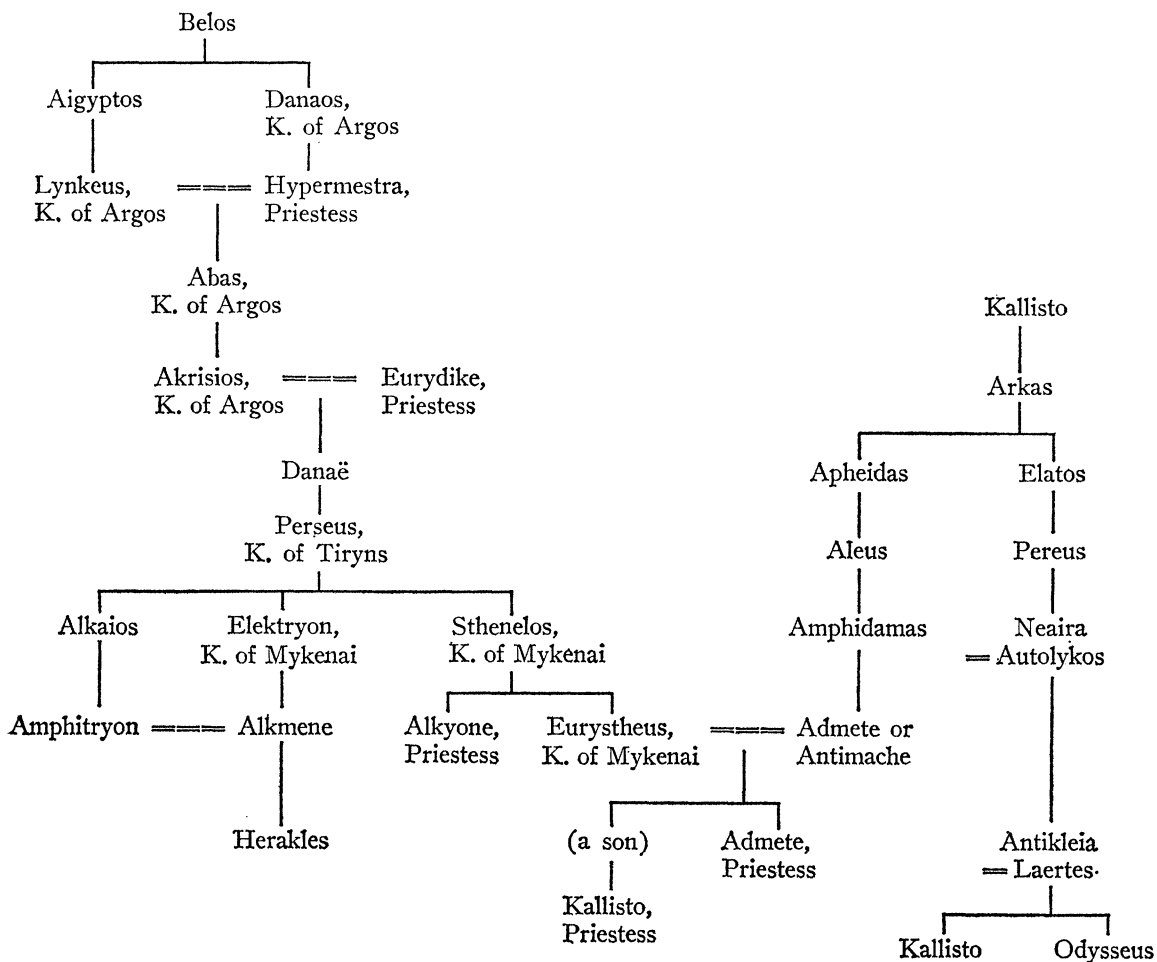 Belos
Aigyptos
Danaos,
K. of Argos
Lynkeus,
K. of Argos
Hypermestra,
Priestess
Abas,
K. of Argos
Kallisto
Akrisios,
K. of Argos
Eurydike,
Priestess
Arkas
Danaë
Apheidas
Elatos
Perseus,
K. of Tiryns
Aleus
Pereus
Alkaios
Elektryon,
K. of Mykenai
Sthenelos,
K. of Mykenai
Amphidamas
Neaira
= Autolykos
Amphitryon
Alkmene
Alkyone,
Priestess
Eurystheus,
K. of Mykenai
Admete or
Antimache
Herakles
(a son)
Admete,
Priestess
Antikleia
= Laertes
Kallisto,
Priestess
Kallisto
Odysseus